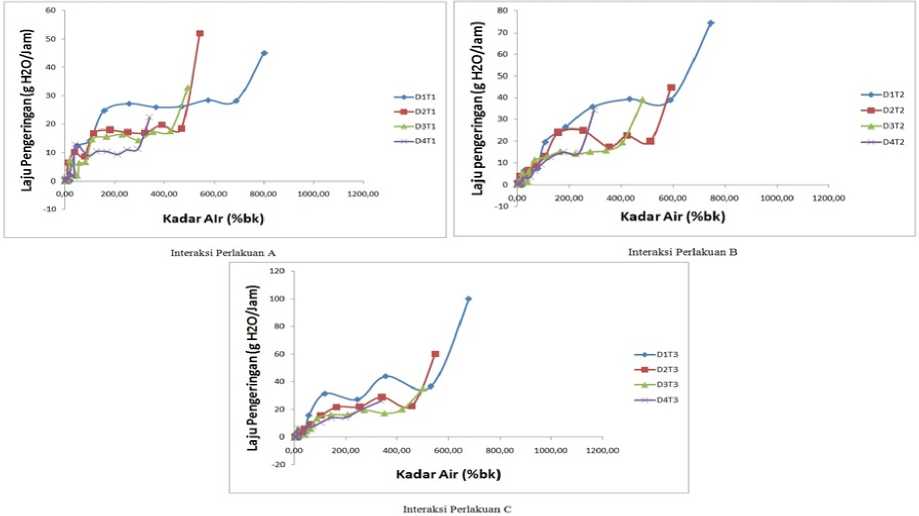 60
50
40
30
20
10
0
-10
Laju Pengeringan (g H2O/Jam)
0,00 200,00 400,00 600,00 800,00 1000,00 1200,00
Kadar AIr (%bk)
D1T1
D2T1
D3T1
D4T1
Interaksi Perlakuan A
80
70
60
50
40
30
20
10
0
-10
Laju pengeringan (g H2O/Jam)
0,00 200,00 400,00 600,00 800,00 1000,00 1200,00
Kadar Air (%bk)
D1T2
D2T2
D3T2
D4T2
Interaksi Perlakuan B
120
100
80
60
40
20
0
-20
Laju Pengeringan (g H2O/Jam)
0,00 200,00 400,00 600,00 800,00 1000,00 1200,00
Kadar Air (%bk)
D1T3
D2T3
D3T3
D4T3
Interaksi Perlakuan C